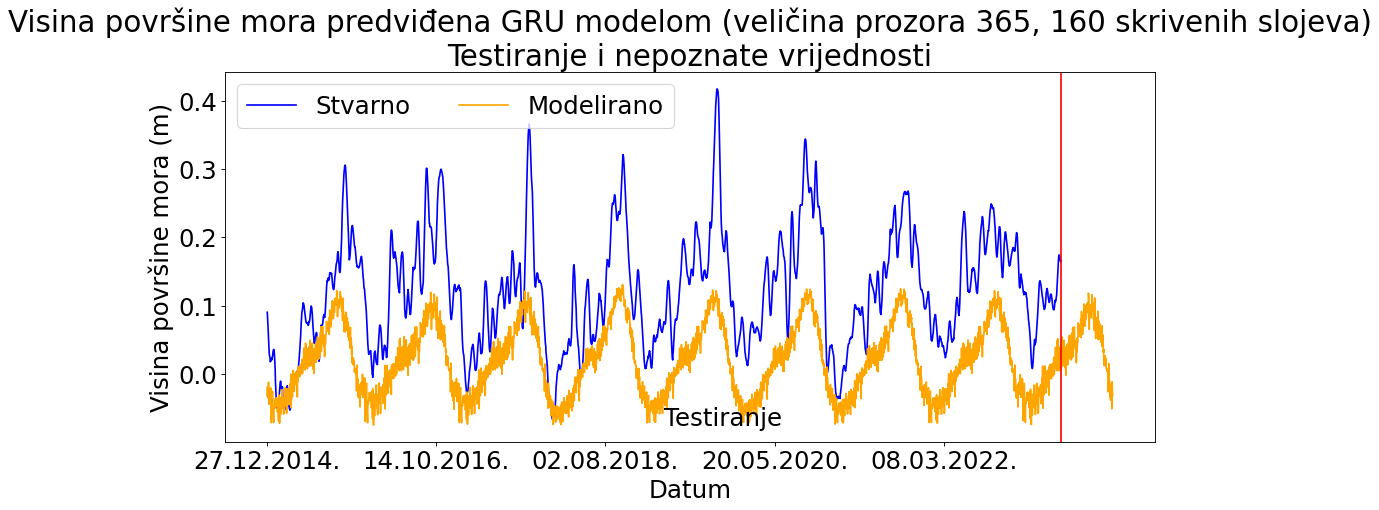 Visina površine mora predviđena GRU modelom (veličina prozora 365, 160 skrivenih slojeva)
Testiranje i nepoznate vrijednosti
Stvarno Modelirano
Visina površine mora (m)
0.4
0.3
0.2
0.1
0.0
Testiranje
27.12.2014. 14.10.2016. 02.08.2018. 20.05.2020. 08.03.2022.
Datum